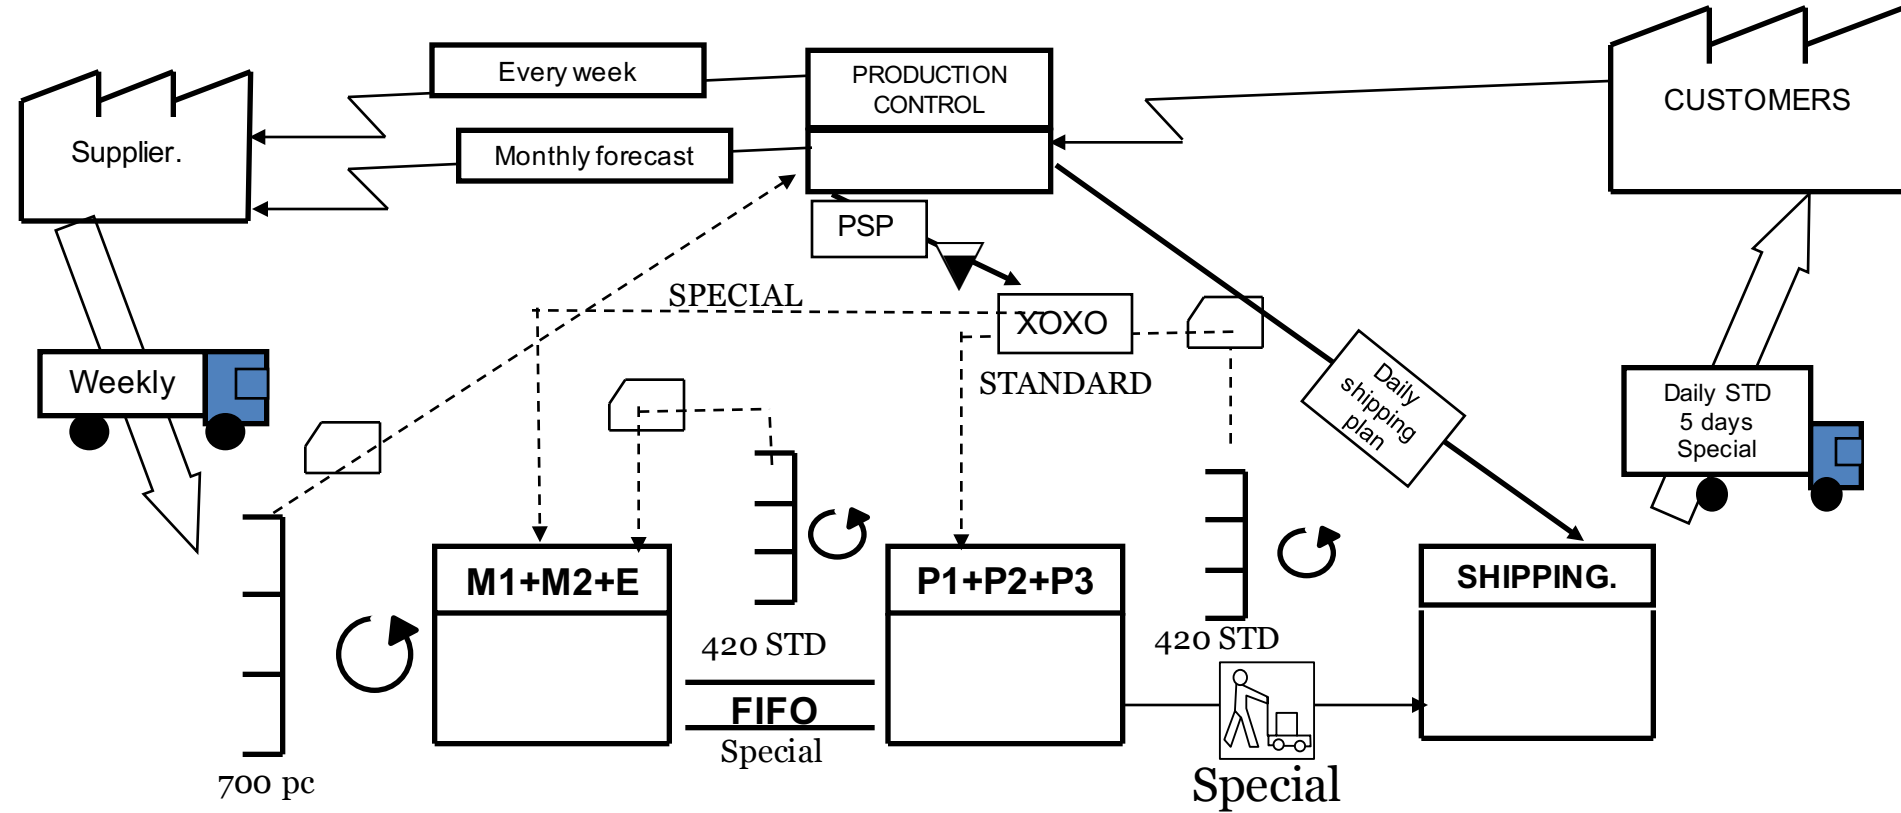 Every week
PRODUCTION
CONTROL
CUSTOMERS
Supplier.
Monthly forecast
PSP
SPECIAL
XOXO
STANDARD
Weekly
Daily
shipping
plan
Daily STD
5 days
Special
M1+M2+E
P1+P2+P3
SHIPPING.
420 STD
420 STD
FIFO
Special
700 pc
Special